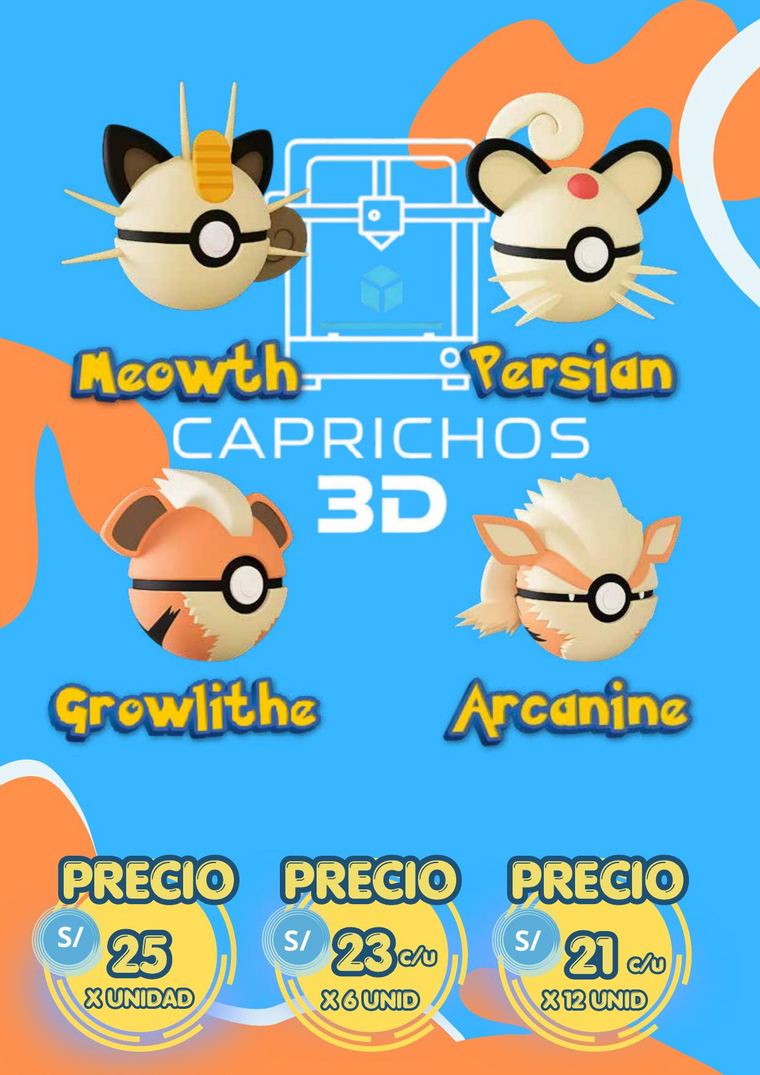 Meowth
Persian
CAPRICHOS
3D
Growlithe
Arcanine
PRECIO
S/ 25
X UNIDAD
PRECIO
S/ 23 c/u
X 6 UNID
PRECIO
S/ 21 c/u
X 12 UNID